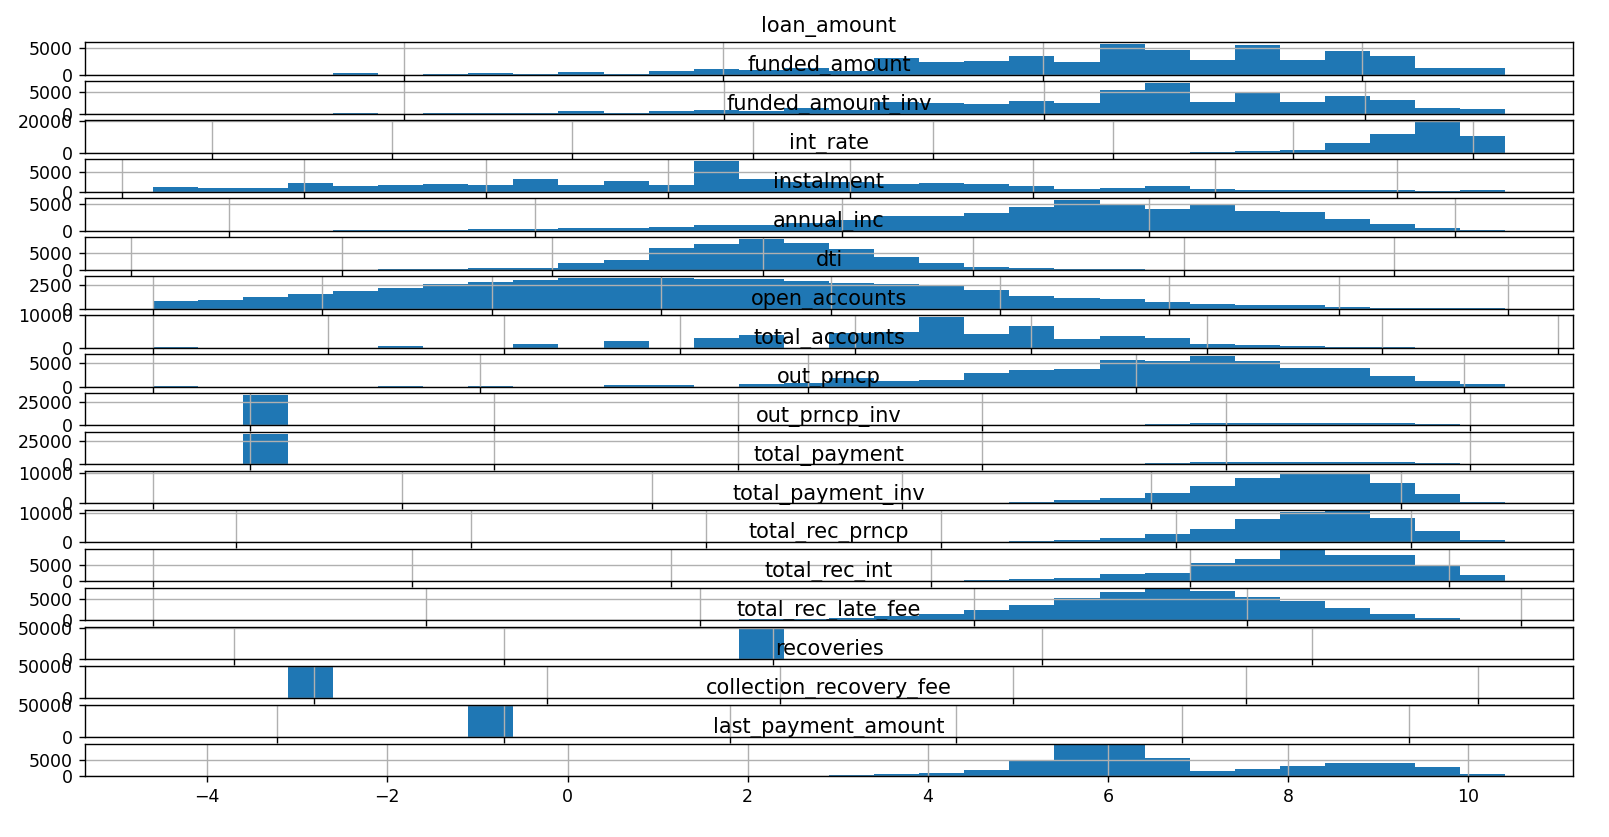 loan_amount
5000
0
funded_amount
5000
0
funded_amount_inv
20000
0
int_rate
5000
0
instalment
5000
0
annual_inc
5000
0
dti
2500
0
open_accounts
10000
0
total_accounts
5000
0
out_prncp
25000
0
out_prncp_inv
25000
0
total_payment
10000
0
total_payment_inv
10000
0
total_rec_prncp
5000
0
total_rec_int
5000
0
total_rec_late_fee
50000
0
recoveries
50000
0
collection_recovery_fee
50000
0
last_payment_amount
5000
0
−4 −2 0 2 4 6 8 10